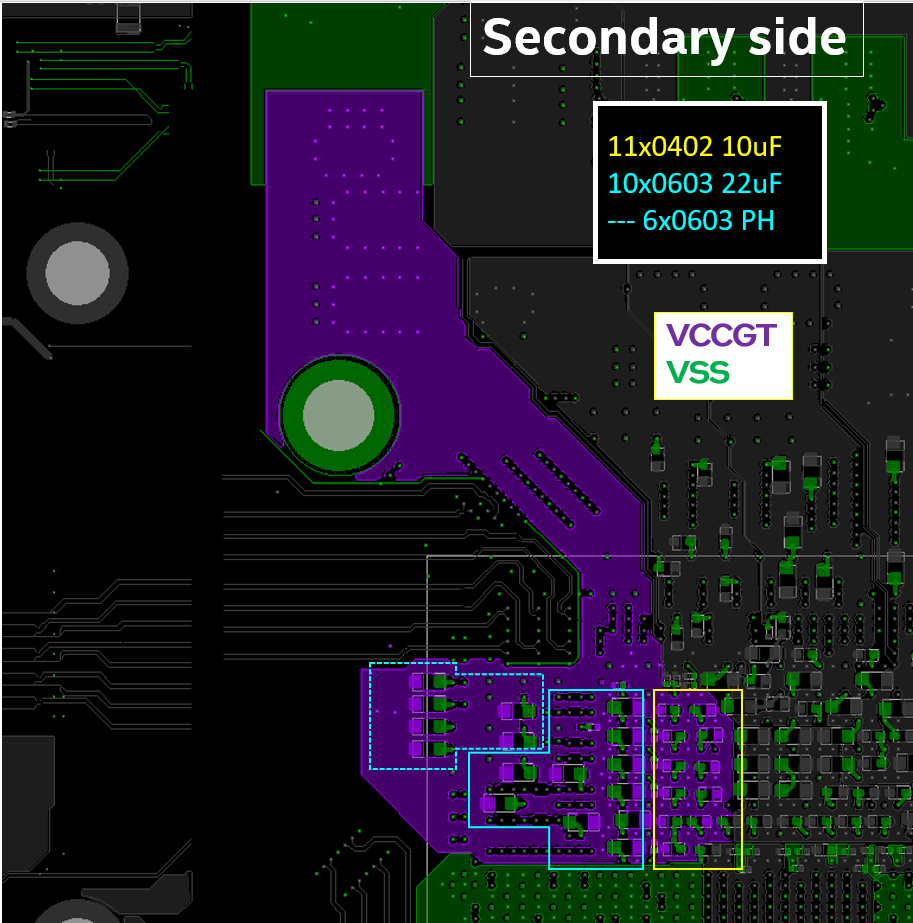 Secondary side
11x0402 10uF
10x0603 22uF
--- 6x0603 PH
VCCGT
VSS